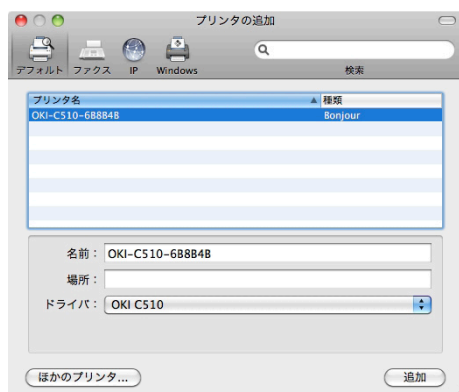 プリンタの追加
デフォルト ファクス IP Windows 検索
プリンタ名 種類
OKI-C510-6B8B4B Bonjour
名前： OKI-C510-6B8B4B
場所：
ドライバ： OKI C510
ほかのプリンタ... 追加